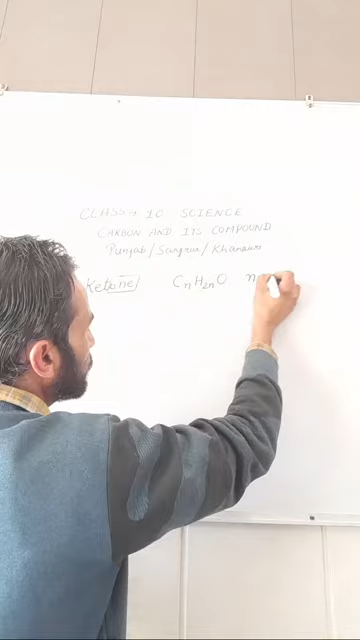 CLASS → 10 SCIENCE
CARBON AND ITS COMPOUND
Punjab / Sangrur / Khanauri
Ketone / CnH2nO n